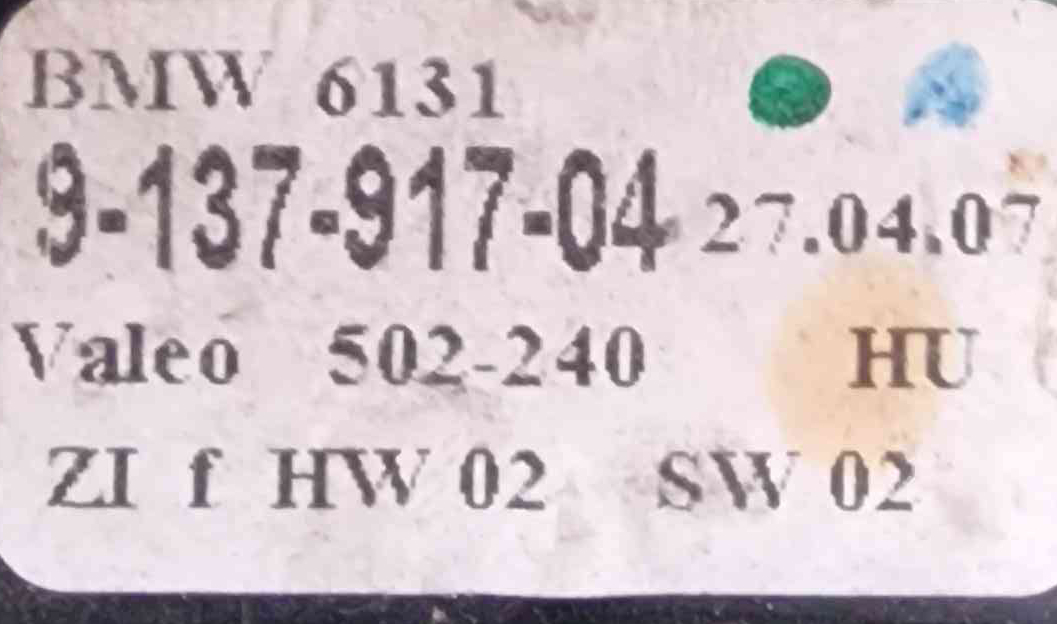 BMW 6131
9-137-917-04 27.04.07
Valeo 502-240 HU
ZI f HW 02 SW 02